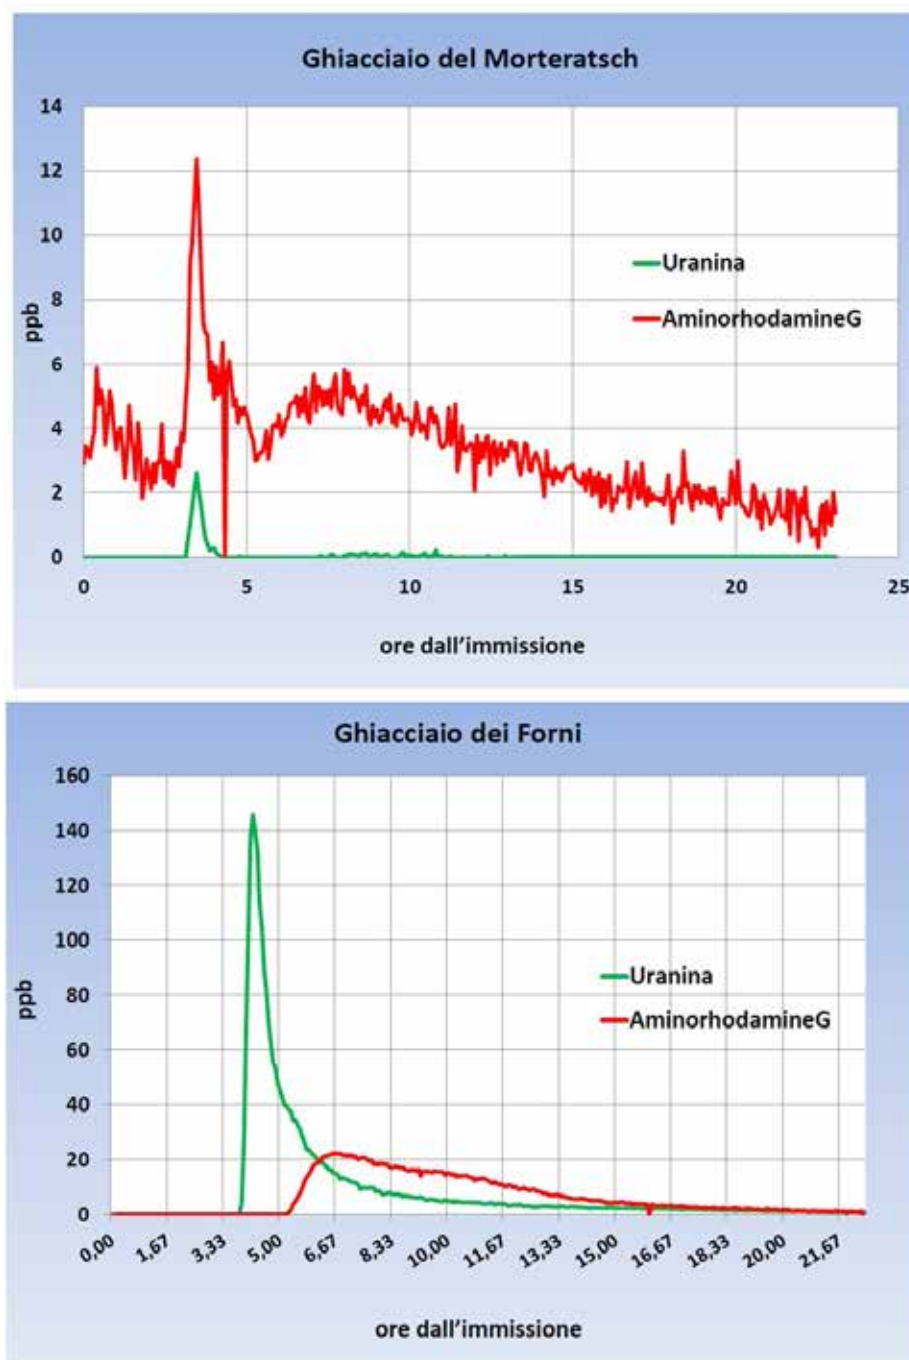 Ghiacciaio del Morteratsch
14
12
10
8
6
4
2
0
ppb
Uranina
AminorhodamineG
0 5 10 15 20 25
ore dall'immissione
Ghiacciaio dei Forni
160
140
120
100
80
60
40
20
0
ppb
Uranina
AminorhodamineG
0,00 1,67 3,33 5,00 6,67 8,33 10,00 11,67 13,33 15,00 16,67 18,33 20,00 21,67
ore dall'immissione